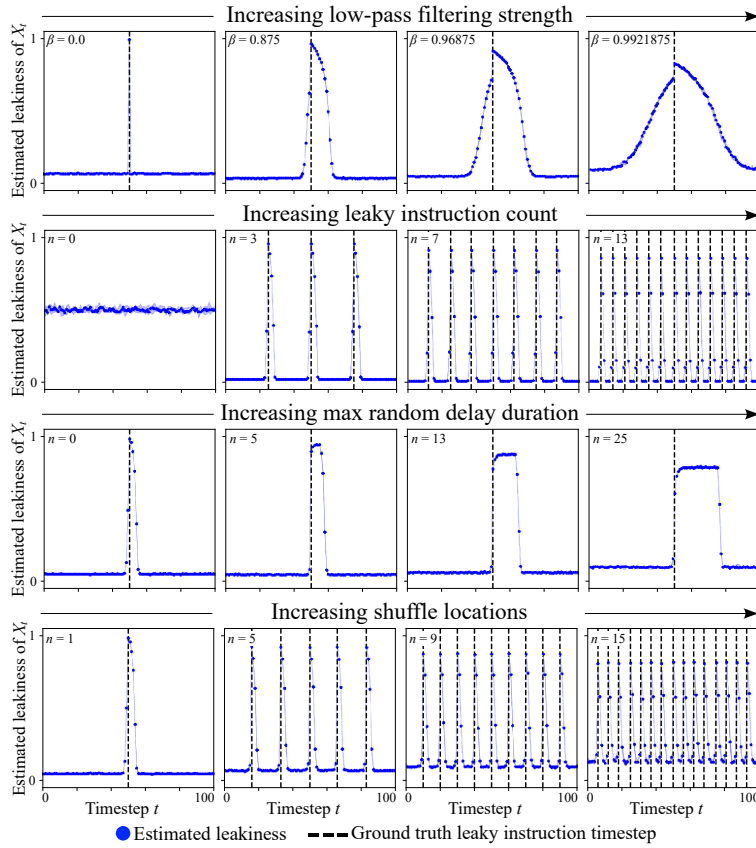 Increasing low-pass filtering strength
Estimated leakiness of X_t
1
0
β = 0.0
β = 0.875
β = 0.96875
β = 0.9921875
Increasing leaky instruction count
Estimated leakiness of X_t
1
0
n = 0
n = 3
n = 7
n = 13
Increasing max random delay duration
Estimated leakiness of X_t
1
0
n = 0
n = 5
n = 13
n = 25
Increasing shuffle locations
Estimated leakiness of X_t
1
0
n = 1
n = 5
n = 9
n = 15
0 Timestep t 100
0 Timestep t 100
0 Timestep t 100
0 Timestep t 100
Estimated leakiness
Ground truth leaky instruction timestep